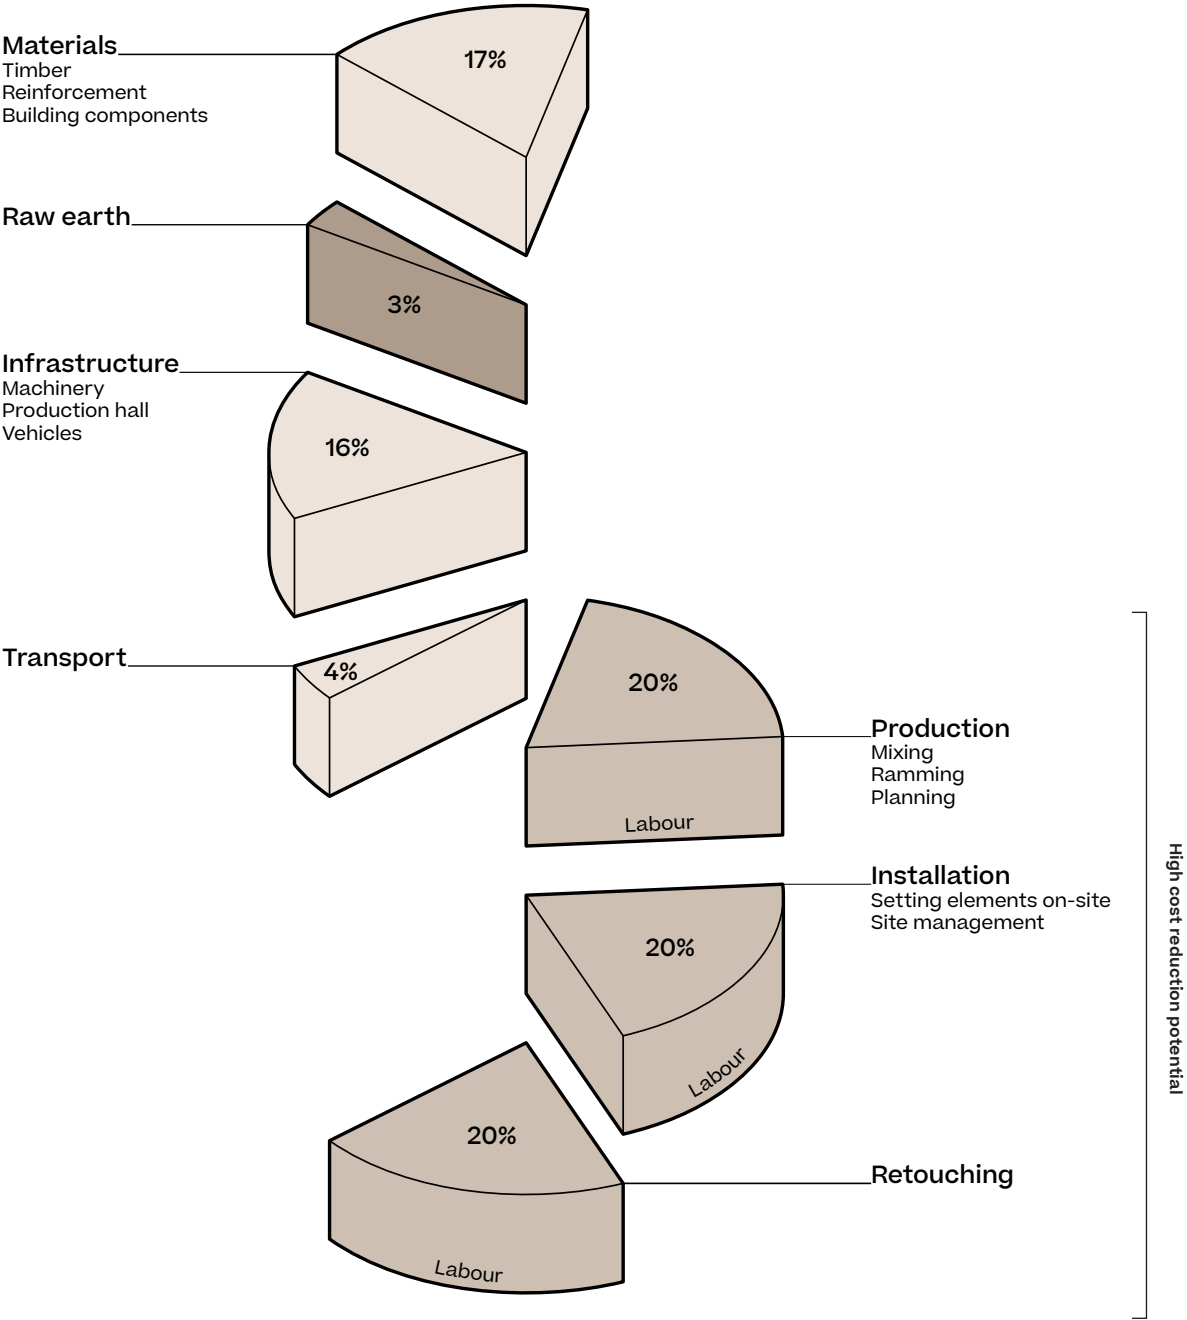 Materials
Timber
Reinforcement
Building components
17%
Raw earth
3%
Infrastructure
Machinery
Production hall
Vehicles
16%
Transport
4%
20%
Labour
Production
Mixing
Ramming
Planning
20%
Labour
Installation
Setting elements on-site
Site management
20%
Labour
Retouching
High cost reduction potential